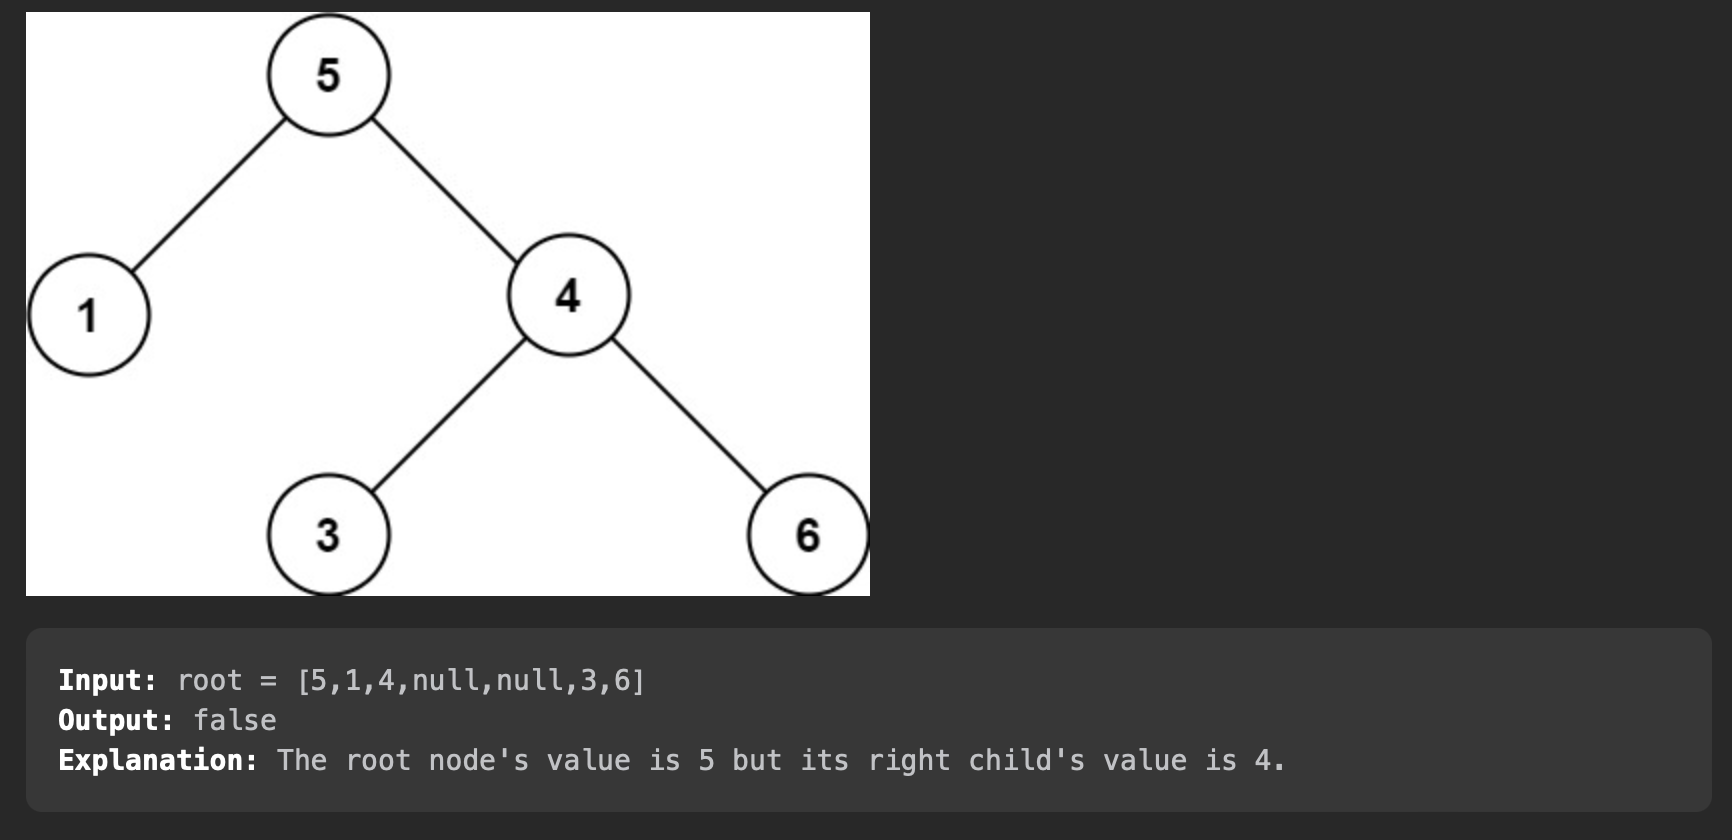 5
1
4
3
6
Input: root = [5,1,4,null,null,3,6]
Output: false
Explanation: The root node's value is 5 but its right child's value is 4.